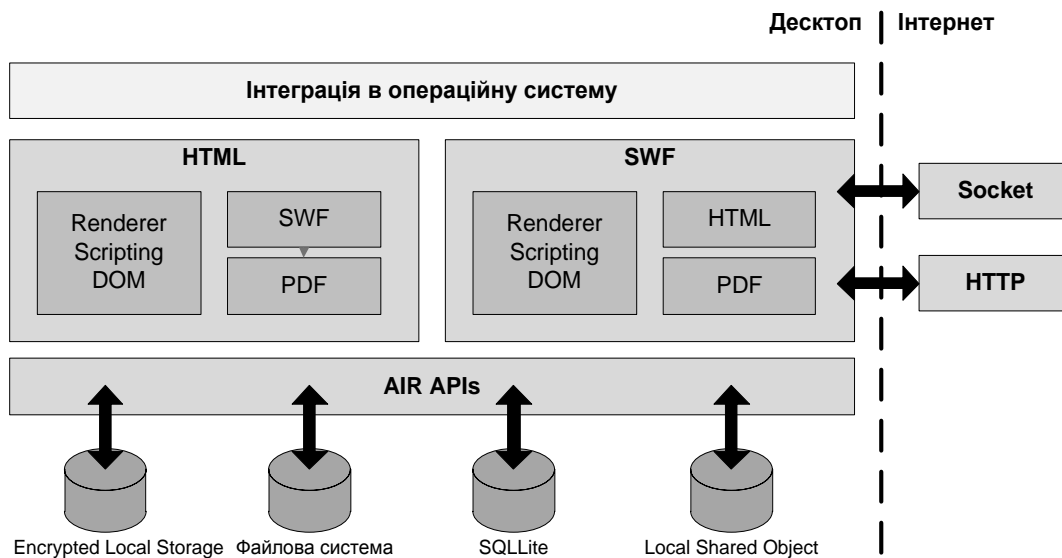 Десктоп
Інтернет
Інтеграція в операційну систему
HTML
Renderer
Scripting
DOM
SWF
PDF
SWF
Renderer
Scripting
DOM
HTML
PDF
Socket
HTTP
AIR APIs
Encrypted Local Storage
Файлова система
SQLLite
Local Shared Object